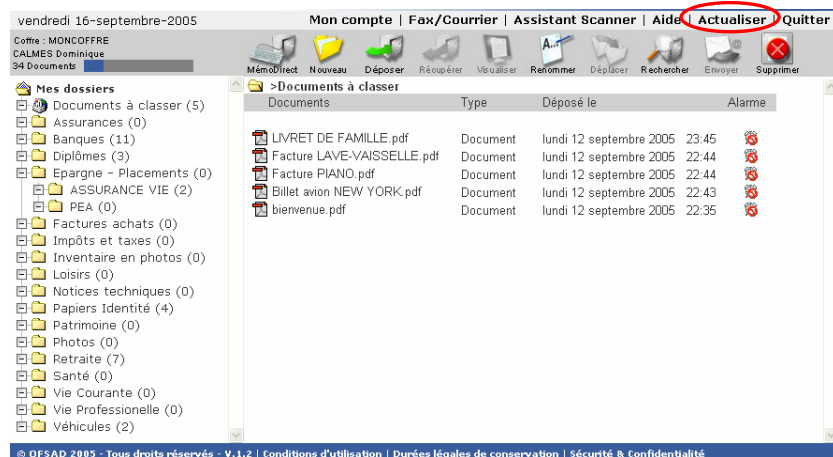 vendredi 16-septembre-2005
Mon compte | Fax/Courrier | Assistant Scanner | Aide | Actualiser | Quitter
Coffre : MONCOFFRE
CALMES Dominique
34 Documents
MémoDirect Nouveau Déposer Récupérer Visualiser Renommer Déplacer Rechercher Envoyer Supprimer
Mes dossiers
Documents à classer (5)
Assurances (0)
Banques (11)
Diplômes (3)
Epargne - Placements (0)
ASSURANCE VIE (2)
PEA (0)
Factures achats (0)
Impôts et taxes (0)
Inventaire en photos (0)
Loisirs (0)
Notices techniques (0)
Papiers Identité (4)
Patrimoine (0)
Photos (0)
Retraite (7)
Santé (0)
Vie Courante (0)
Vie Professionelle (0)
Véhicules (2)
>Documents à classer
Documents Type Déposé le Alarme
LIVRET DE FAMILLE.pdf Document lundi 12 septembre 2005 23:45
Facture LAVE-VAISSELLE.pdf Document lundi 12 septembre 2005 22:44
Facture PIANO.pdf Document lundi 12 septembre 2005 22:44
Billet avion NEW YORK.pdf Document lundi 12 septembre 2005 22:43
bienvenue.pdf Document lundi 12 septembre 2005 22:35
© OFSAD 2005 - Tous droits réservés - V.1.2 | Conditions d'utilisation | Durées légales de conservation | Sécurité & Confidentialité